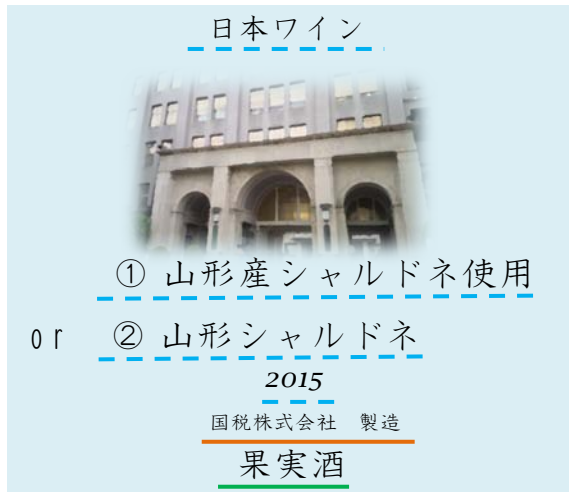 日本ワイン
① 山形産シャルドネ使用
or ② 山形シャルドネ
2015
国税株式会社 製造
果実酒